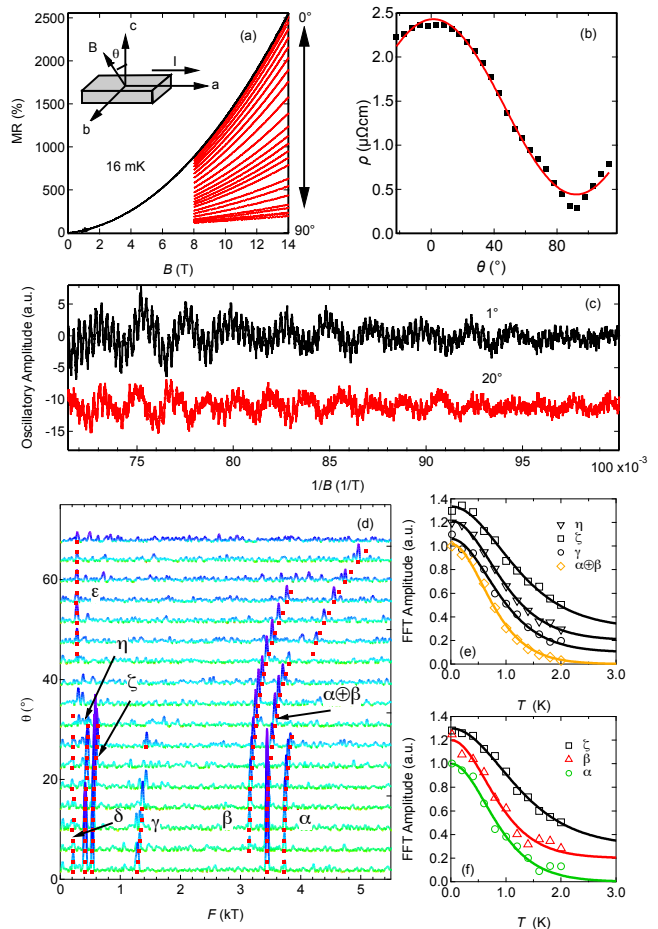 (a)
MR (%)
2500
2000
1500
1000
500
0
0 2 4 6 8 10 12 14
B (T)
16 mK
0°
90°
c
B
θ
I
a
b
(b)
ρ (μΩcm)
2.5
2.0
1.5
1.0
0.5
0.0
0 40 80
θ (°)
(c)
Oscillatory Amplitude (a.u.)
5
0
-5
-10
-15
1°
20°
75 80 85 90 95 100 x10⁻³
1/B (1/T)
(d)
θ (°)
80
60
40
20
0
0 1 2 3 4 5
F (kT)
ε
η
ζ
α⊕β
δ
γ
β
α
(e)
FFT Amplitude (a.u.)
1.4
1.2
1.0
0.8
0.6
0.4
0.2
0.0
0.0 1.0 2.0 3.0
T (K)
η
ζ
γ
α⊕β
(f)
FFT Amplitude (a.u.)
1.4
1.2
1.0
0.8
0.6
0.4
0.2
0.0
0.0 1.0 2.0 3.0
T (K)
ζ
β
α